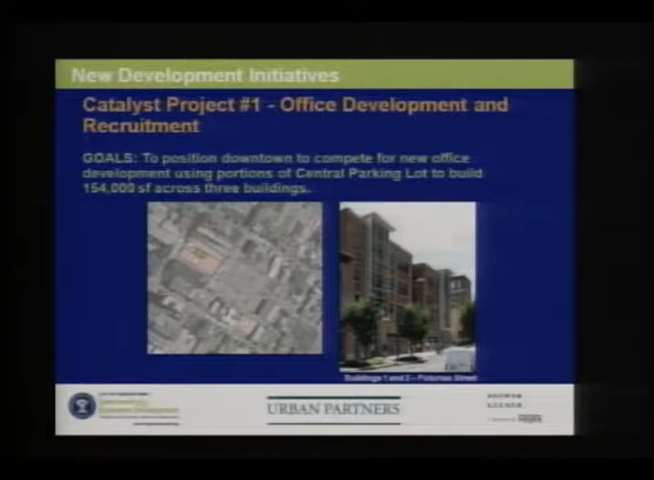 New Development Initiatives
Catalyst Project #1 - Office Development and
Recruitment
GOALS: To position downtown to compete for new office
development using portions of Central Parking Lot to build
154,000 sf across three buildings.
Buildings 1 and 2 - Street
URBAN PARTNERS